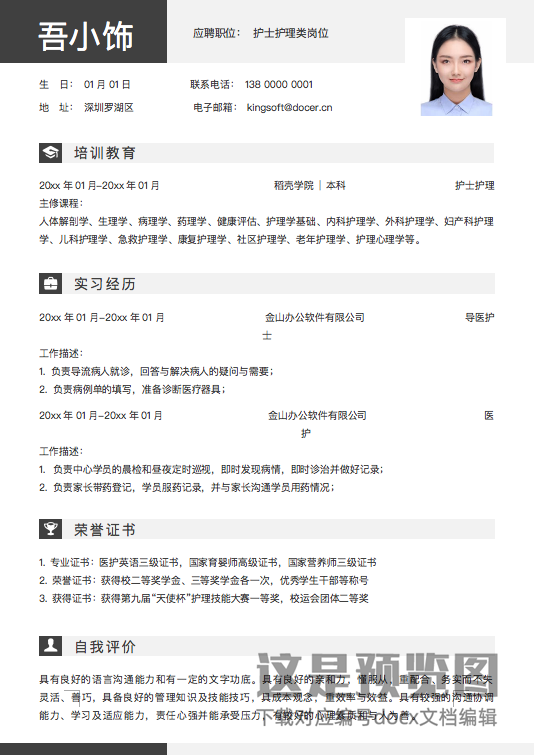 吾小饰
应聘职位： 护士护理类岗位
生 日： 01 月 01 日 联系电话： 138 0000 0001
地 址： 深圳罗湖区 电子邮箱： kingsoft@docer.cn
培训教育
20xx 年 01 月-20xx 年 01 月 稻壳学院｜本科 护士护理
主修课程：
人体解剖学、生理学、病理学、药理学、健康评估、护理学基础、内科护理学、外科护理学、妇产科护理
学、儿科护理学、急救护理学、康复护理学、社区护理学、老年护理学、护理心理学等。
实习经历
20xx 年 01 月-20xx 年 01 月 金山办公软件有限公司 导医护
士
工作描述：
1. 负责导流病人就诊，回答与解决病人的疑问与需要；
2. 负责病例单的填写，准备诊断医疗器具；
20xx 年 01 月-20xx 年 01 月 金山办公软件有限公司 医
护
工作描述：
1. 负责中心学员的晨检和昼夜定时巡视，即时发现病情，即时诊治并做好记录；
2. 负责家长带药登记，学员服药记录，并与家长沟通学员用药情况；
荣誉证书
1. 专业证书：医护英语三级证书，国家育婴师高级证书，国家营养师三级证书
2. 荣誉证书：获得校二等奖学金、三等奖学金各一次，优秀学生干部等称号
3. 获得证书：获得第九届“天使杯”护理技能大赛一等奖，校运会团体二等奖
自我评价
具有良好的语言沟通能力和有一定的文字功底。具有良好的亲和力，懂服从，重配合、务实而不失
灵活、善巧，具备良好的管理知识及技能技巧，具成本观念，重效率与效益。具有较强的沟通协调
能力、学习及适应能力，责任心强并能承受压力，有较好的心理素质和与人为善。
这是预览图
下载对应编号docx文档编辑